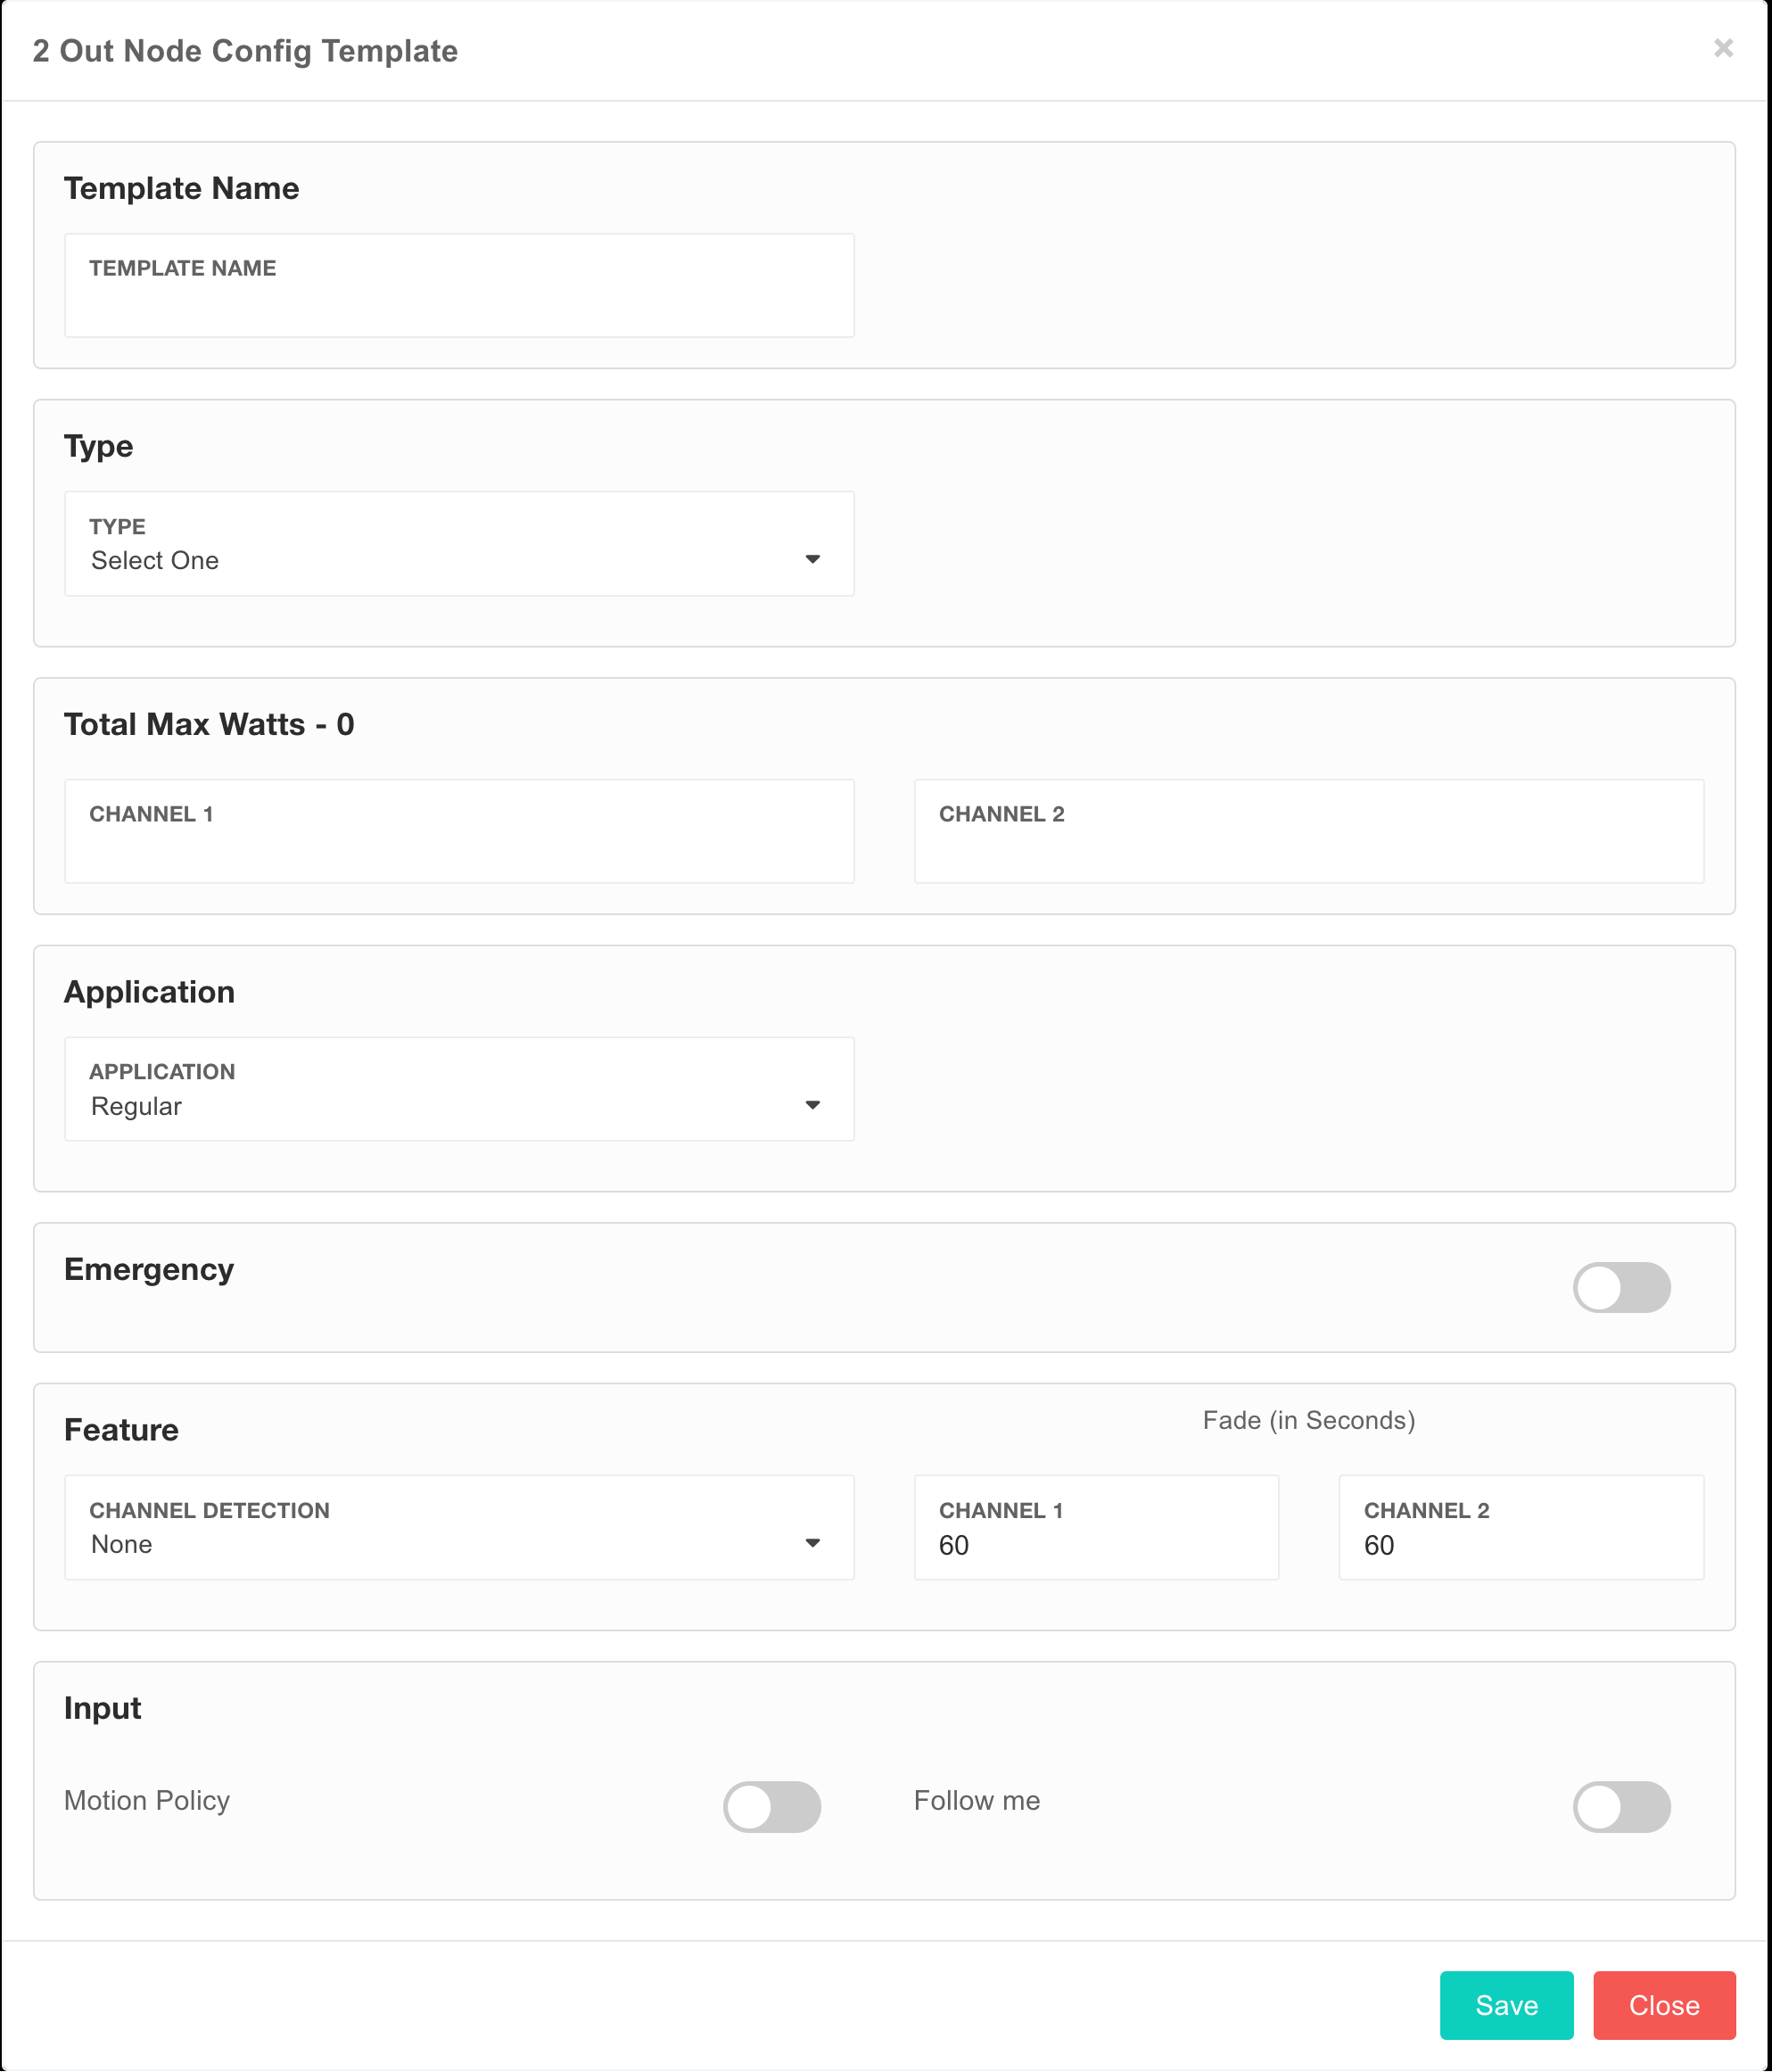 2 Out Node Config Template ×
Template Name
TEMPLATE NAME
Type
TYPE
Select One
Total Max Watts - 0
CHANNEL 1
CHANNEL 2
Application
APPLICATION
Regular
Emergency
Feature
Fade (in Seconds)
CHANNEL DETECTION
None
CHANNEL 1
60
CHANNEL 2
60
Input
Motion Policy
Follow me
Save
Close